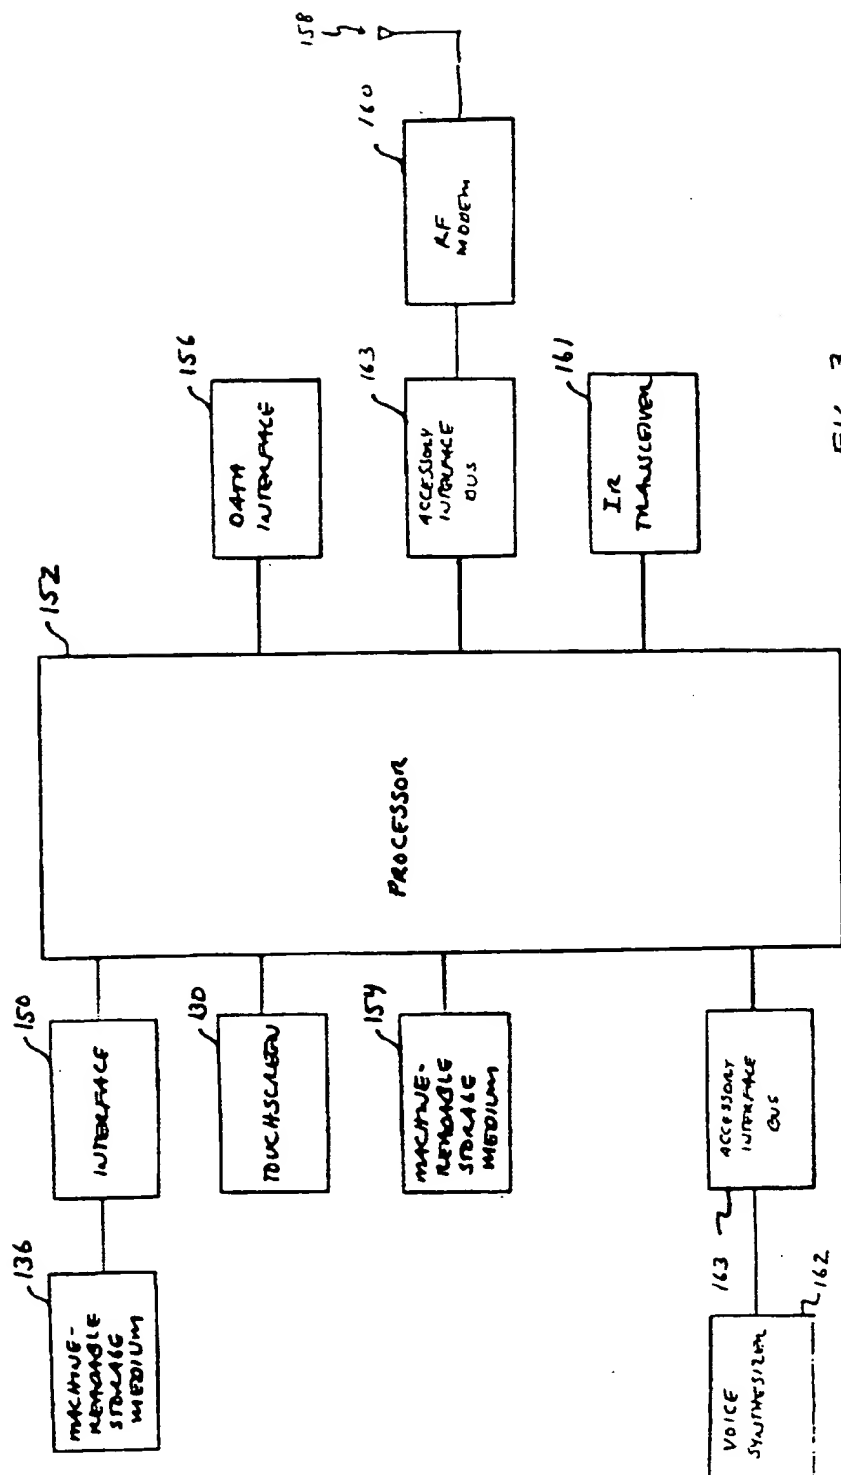 136
MACHINE-
READABLE
STORAGE
MEDIUM
150
INTERFACE
130
TOUCHSCREEN
154
MACHINE-
READABLE
STORAGE
MEDIUM
152
PROCESSOR
156
DATA
INTERFACE
163
ACCESSORY
INTERFACE
BUS
160
RF
MODEM
158
161
IR
TRANSCEIVER
163
ACCESSORY
INTERFACE
BUS
162
VOICE
SYNTHESIZER